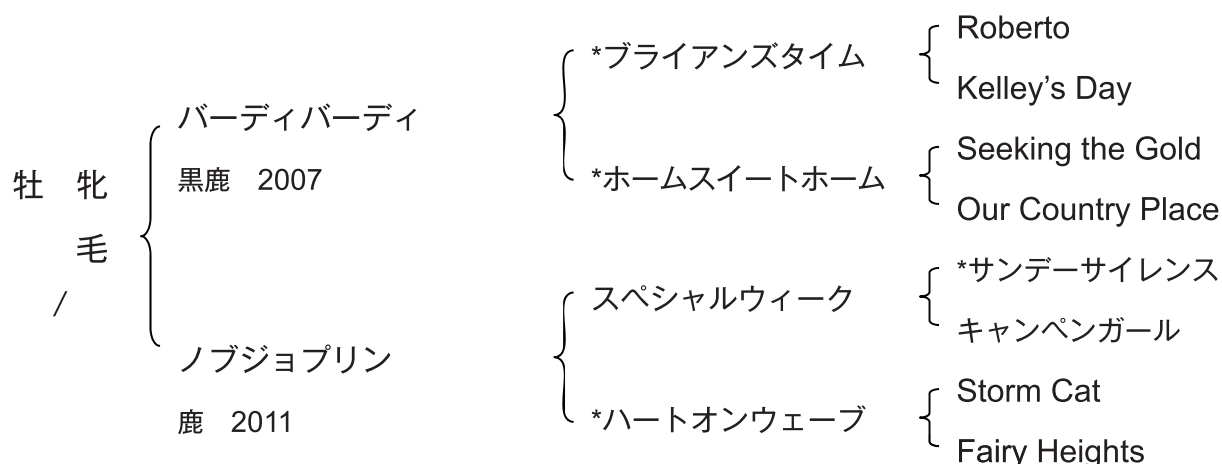 牡 牝
毛
/
バーディバーディ
黒鹿 2007
ノブジョプリン
鹿 2011
*ブライアンズタイム
*ホームスイートホーム
スペシャルウィーク
*ハートオンウェーブ
Roberto
Kelley’s Day
Seeking the Gold
Our Country Place
*サンデーサイレンス
キャンペンガール
Storm Cat
Fairy Heights